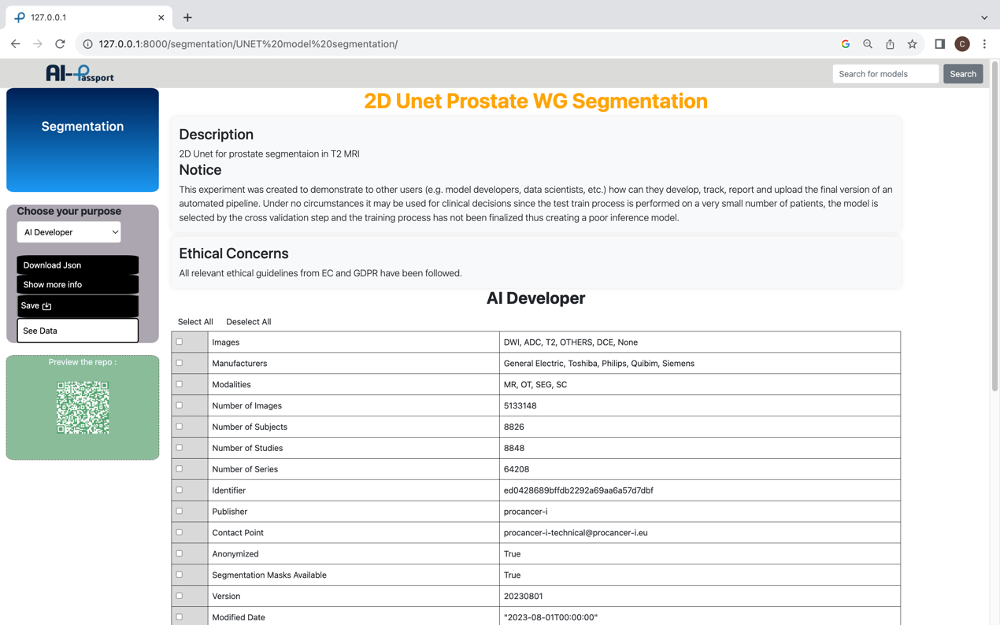 127.0.0.1
127.0.0.1:8000/segmentation/UNET%20model%20segmentation/
C
AI-Passport
Search for models
Search
Segmentation
Choose your purpose
AI Developer
Download Json
Show more info
Save
See Data
Preview the repo :
2D Unet Prostate WG Segmentation
Description
2D Unet for prostate segmentaion in T2 MRI
Notice
This experiment was created to demonstrate to other users (e.g. model developers, data scientists, etc.) how can they develop, track, report and upload the final version of an
automated pipeline. Under no circumstances it may be used for clinical decisions since the test train process is performed on a very small number of patients, the model is
selected by the cross validation step and the training process has not been finalized thus creating a poor inference model.
Ethical Concerns
All relevant ethical guidelines from EC and GDPR have been followed.
AI Developer
Select All Deselect All
Images DWI, ADC, T2, OTHERS, DCE, None
Manufacturers General Electric, Toshiba, Philips, Quibim, Siemens
Modalities MR, OT, SEG, SC
Number of Images 5133148
Number of Subjects 8826
Number of Studies 8848
Number of Series 64208
Identifier ed0428689bffdb2292a69aa6a57d7dbf
Publisher procancer-i
Contact Point procancer-i-technical@procancer-i.eu
Anonymized True
Segmentation Masks Available True
Version 20230801
Modified Date "2023-08-01T00:00:00"